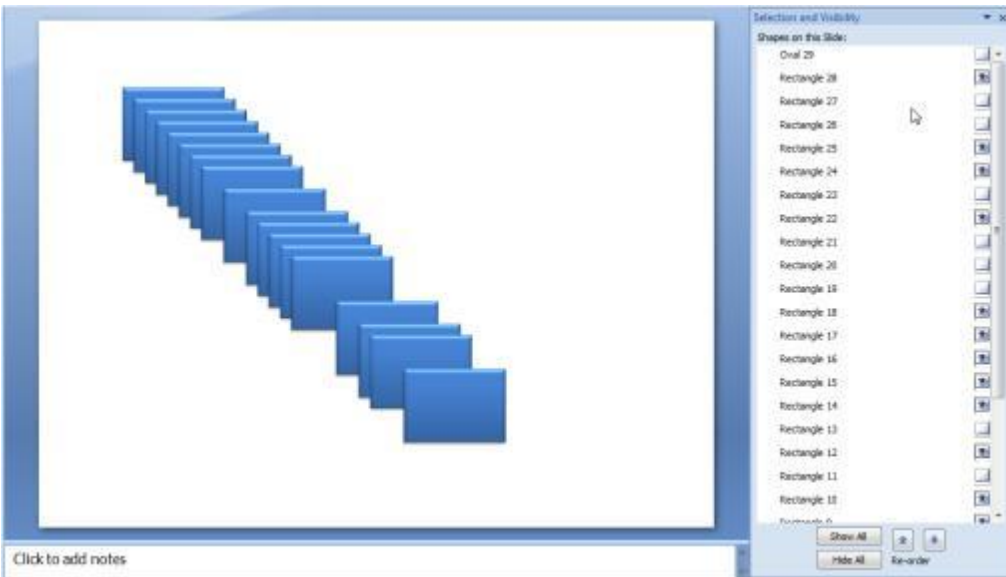 Selection and Visibility
Shapes on this Slide:
Oval 29
Rectangle 28
Rectangle 27
Rectangle 26
Rectangle 25
Rectangle 24
Rectangle 23
Rectangle 22
Rectangle 21
Rectangle 20
Rectangle 19
Rectangle 18
Rectangle 17
Rectangle 16
Rectangle 15
Rectangle 14
Rectangle 13
Rectangle 12
Rectangle 11
Rectangle 10
Rectangle 9
Show All
Hide All
Re-order
Click to add notes